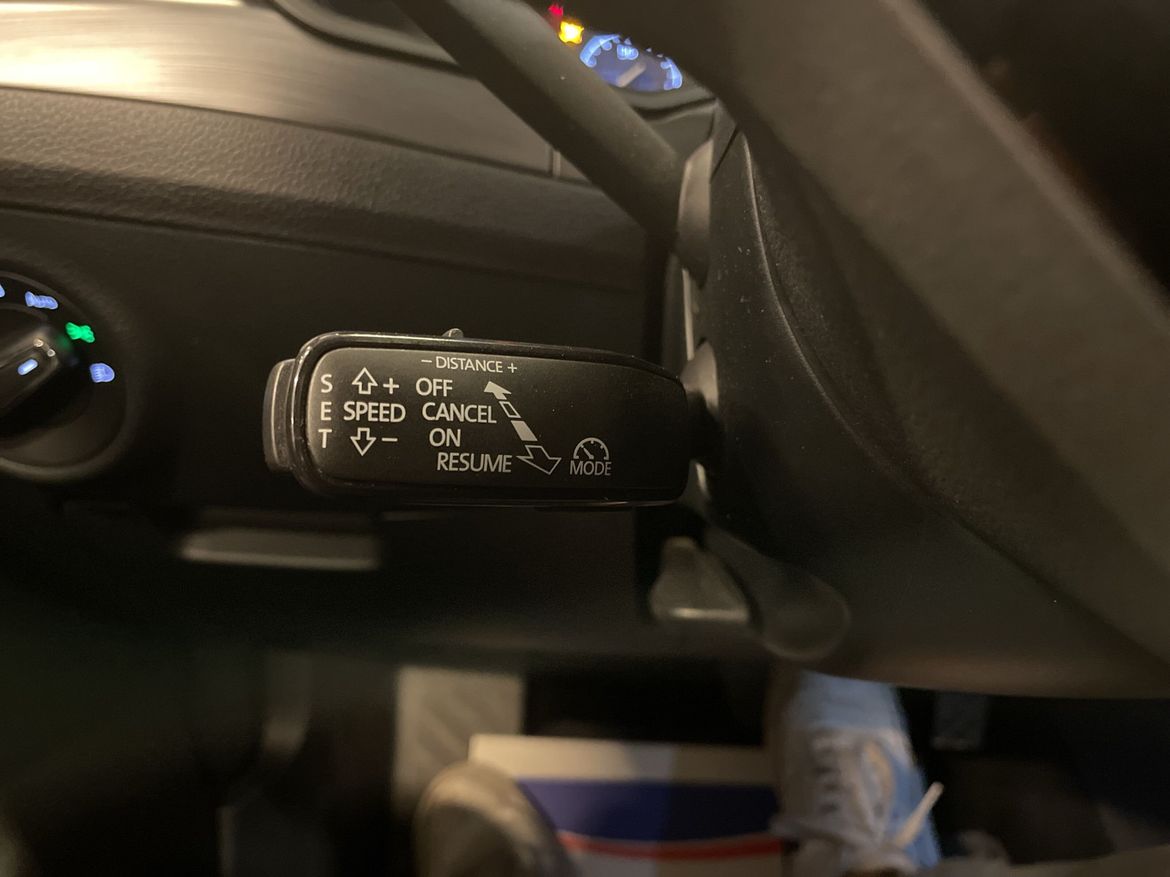 − DISTANCE +
S + OFF
E SPEED CANCEL
T − ON
RESUME MODE